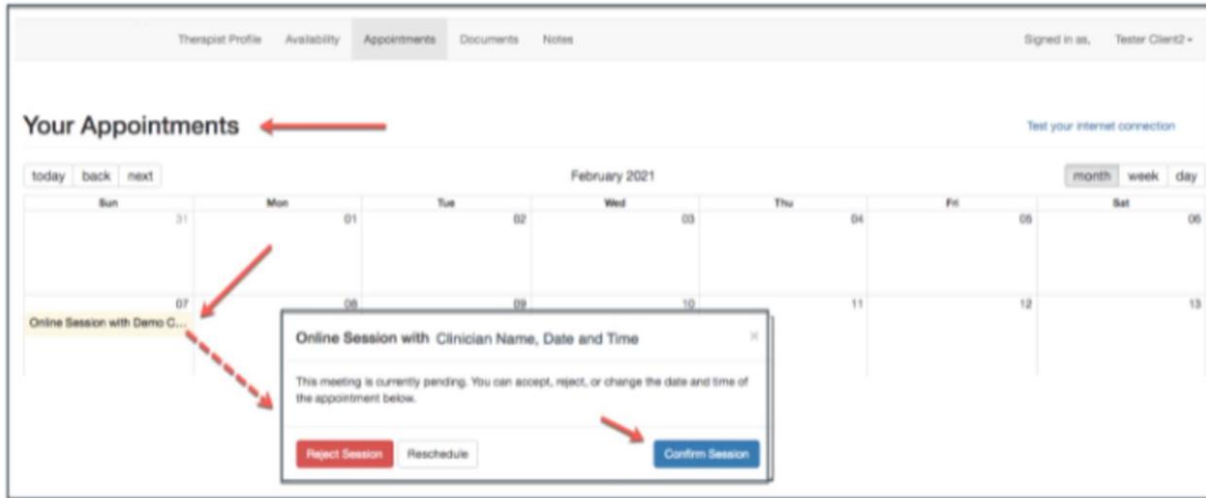 Therapist Profile Availability Appointments Documents Notes Signed in as, Tester Client2
Your Appointments
Test your internet connection
today back next February 2021 month week day
Sun Mon Tue Wed Thu Fri Sat
31 01 02 03 04 05 06
07 08 09 10 11 12 13
Online Session with Demo C...
Online Session with Clinician Name, Date and Time ×
This meeting is currently pending. You can accept, reject, or change the date and time of
the appointment below.
Reject Session Reschedule Confirm Session